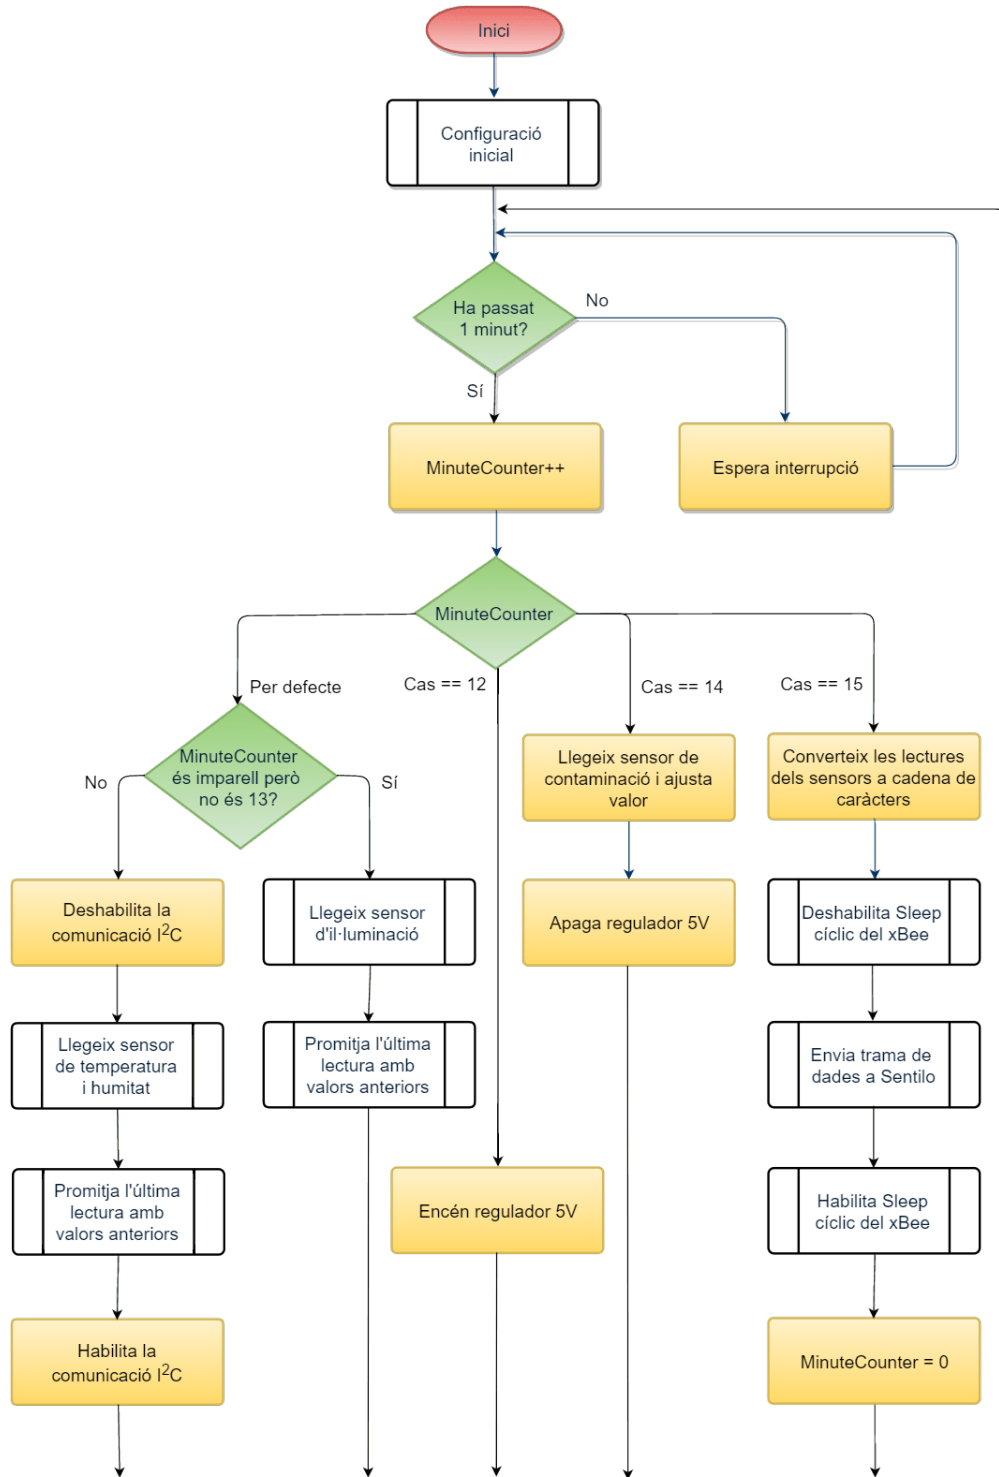 Inici
Configuració
inicial
Ha passat
1 minut?
No
Sí
MinuteCounter++
Espera interrupció
MinuteCounter
Per defecte
Cas == 12
Cas == 14
Cas == 15
MinuteCounter
és imparell però
no és 13?
No
Sí
Llegeix sensor de
contaminació i ajusta
valor
Converteix les lectures
dels sensors a cadena de
caràcters
Deshabilita la
comunicació I²C
Llegeix sensor
d'il·luminació
Apaga regulador 5V
Deshabilita Sleep
cíclic del xBee
Llegeix sensor
de temperatura
i humitat
Promitja l'última
lectura amb
valors anteriors
Envia trama de
dades a Sentilo
Promitja l'última
lectura amb
valors anteriors
Encén regulador 5V
Habilita Sleep
cíclic del xBee
Habilita la
comunicació I²C
MinuteCounter = 0